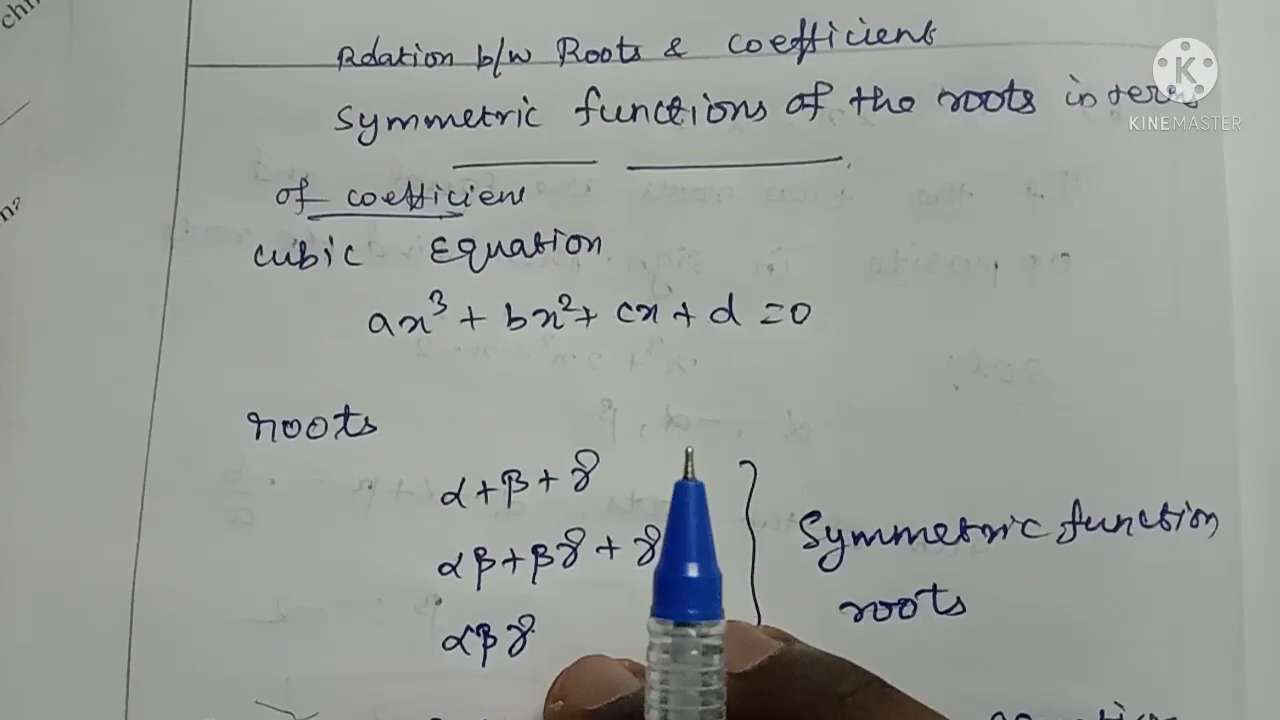 Relation b/w Roots & coefficient
Symmetric functions of the roots in terms
of coefficien
cubic Equation
ax³ + bx² + cx + d = 0
roots
α + β + γ
αβ + βγ + γ
αβγ
Symmetric function
roots
K
KINEMASTER